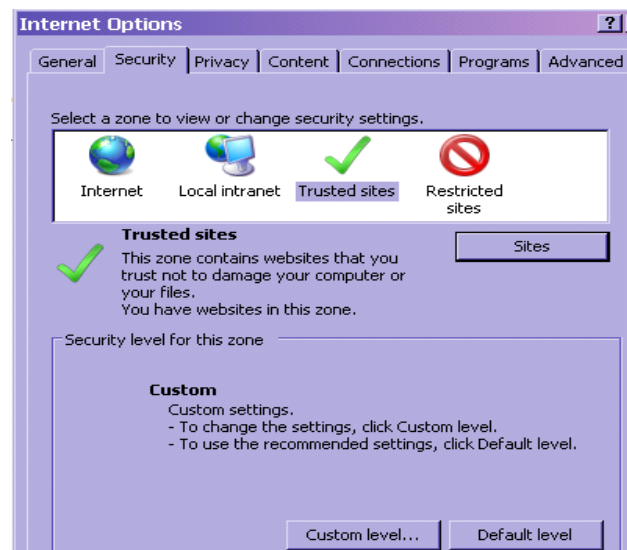 Internet Options ?
General Security Privacy Content Connections Programs Advanced
Select a zone to view or change security settings.
Internet Local intranet Trusted sites Restricted
sites
Trusted sites
Sites
This zone contains websites that you
trust not to damage your computer or
your files.
You have websites in this zone.
Security level for this zone
Custom
Custom settings.
- To change the settings, click Custom level.
- To use the recommended settings, click Default level.
Custom level... Default level